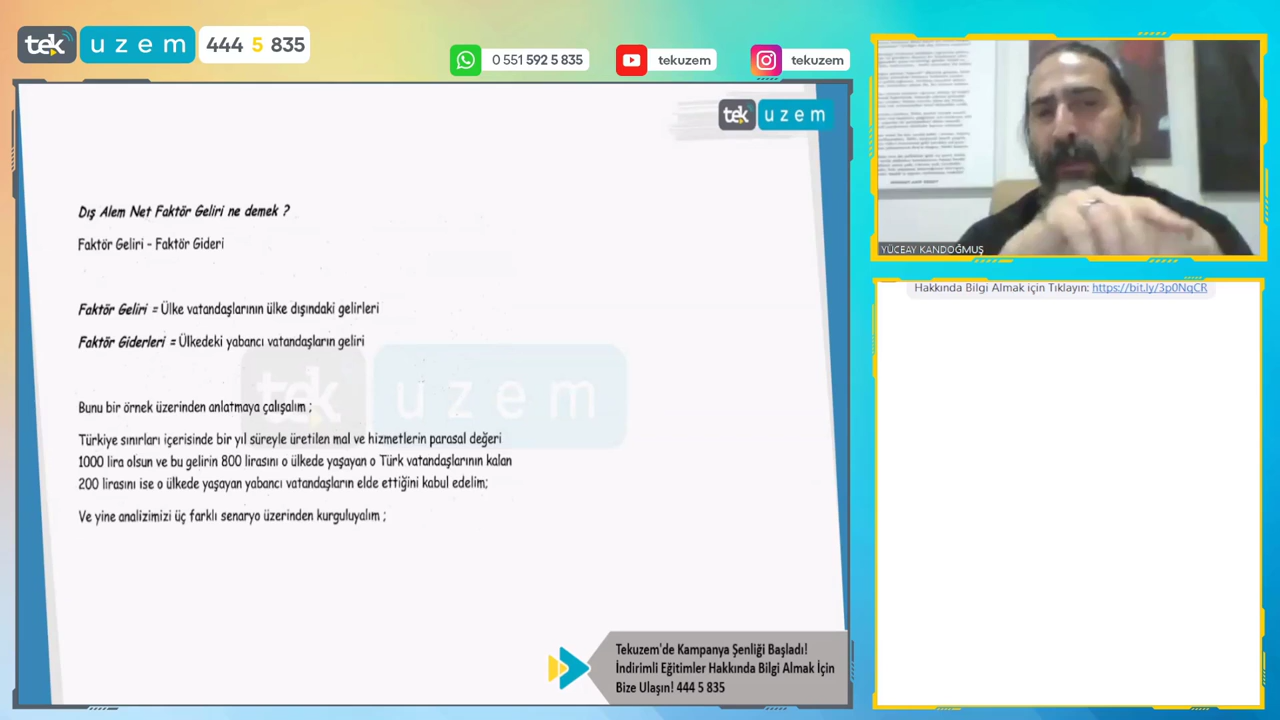 tek uzem 444 5 835
0 551 592 5 835
tekuzem
tekuzem
tek uzem
Dış Alem Net Faktör Geliri ne demek ?
Faktör Geliri - Faktör Gideri
Faktör Geliri = Ülke vatandaşlarının ülke dışındaki gelirleri
Faktör Giderleri = Ülkedeki yabancı vatandaşların geliri
tek uzem
Bunu bir örnek üzerinden anlatmaya çalışalım ;
Türkiye sınırları içerisinde bir yıl süreyle üretilen mal ve hizmetlerin parasal değeri
1000 lira olsun ve bu gelirin 800 lirasını o ülkede yaşayan o Türk vatandaşlarının kalan
200 lirasını ise o ülkede yaşayan yabancı vatandaşların elde ettiğini kabul edelim;
Ve yine analizimizi üç farklı senaryo üzerinden kurguluyalım ;
Tekuzem'de Kampanya Şenliği Başladı!
İndirimli Eğitimler Hakkında Bilgi Almak İçin
Bize Ulaşın! 444 5 835
YÜCEAY KANDOĞMUŞ
Hakkında Bilgi Almak için Tıklayın: https://bit.ly/3p0NqCR